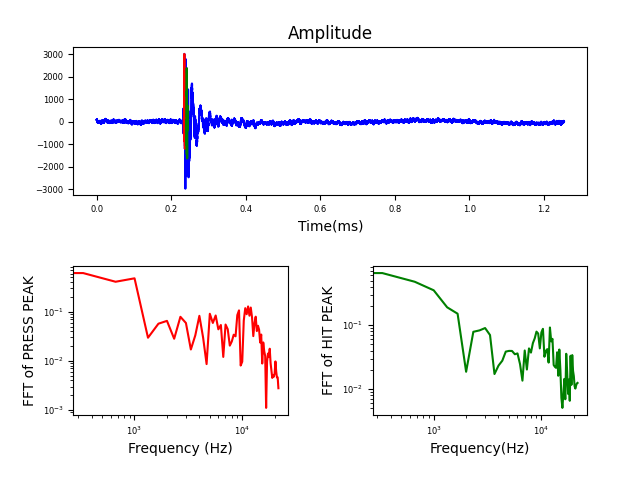 Amplitude
3000
2000
1000
0
−1000
−2000
−3000
0.0 0.2 0.4 0.6 0.8 1.0 1.2
Time(ms)
FFT of PRESS PEAK
10⁻¹
10⁻²
10⁻³
10³ 10⁴
Frequency (Hz)
FFT of HIT PEAK
10⁻¹
10⁻²
10³ 10⁴
Frequency(Hz)